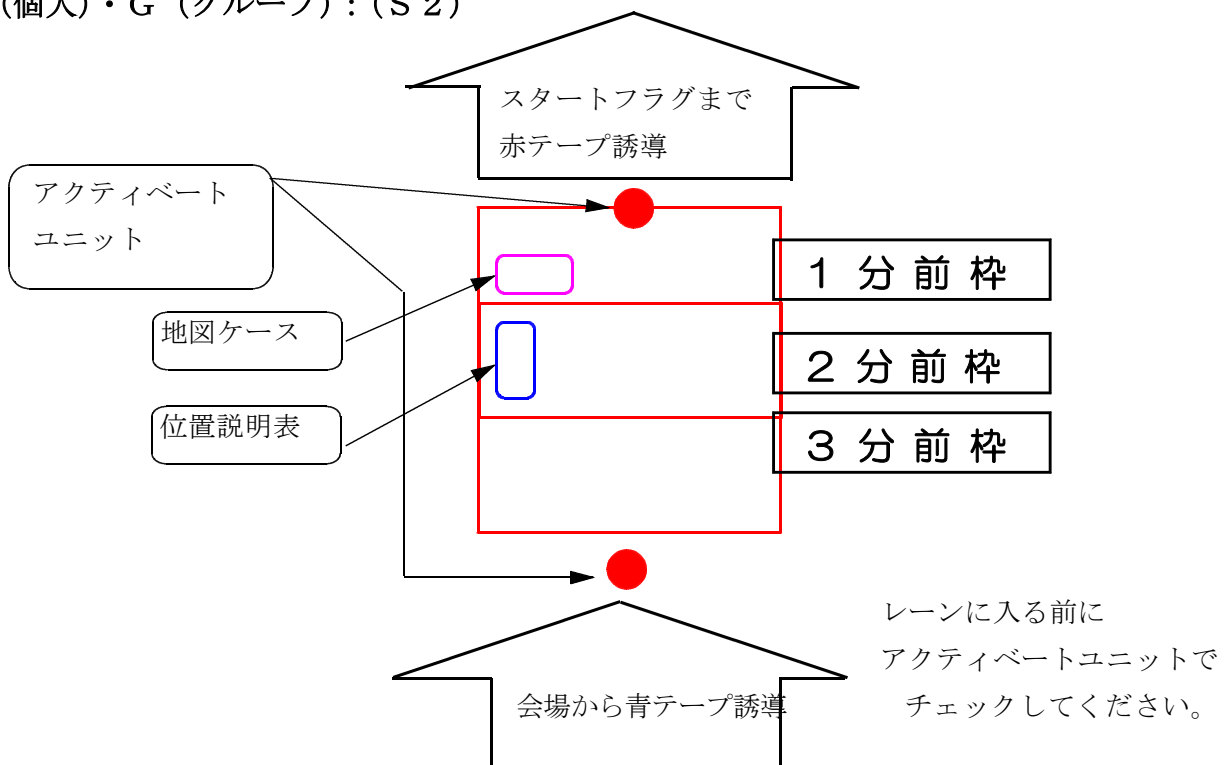 (個人)・G (グループ)：(S 2)
スタートフラグまで
赤テープ誘導
アクティベート
ユニット
１分前枠
地図ケース
２分前枠
位置説明表
３分前枠
レーンに入る前に
アクティベートユニットで
チェックしてください。
会場から青テープ誘導